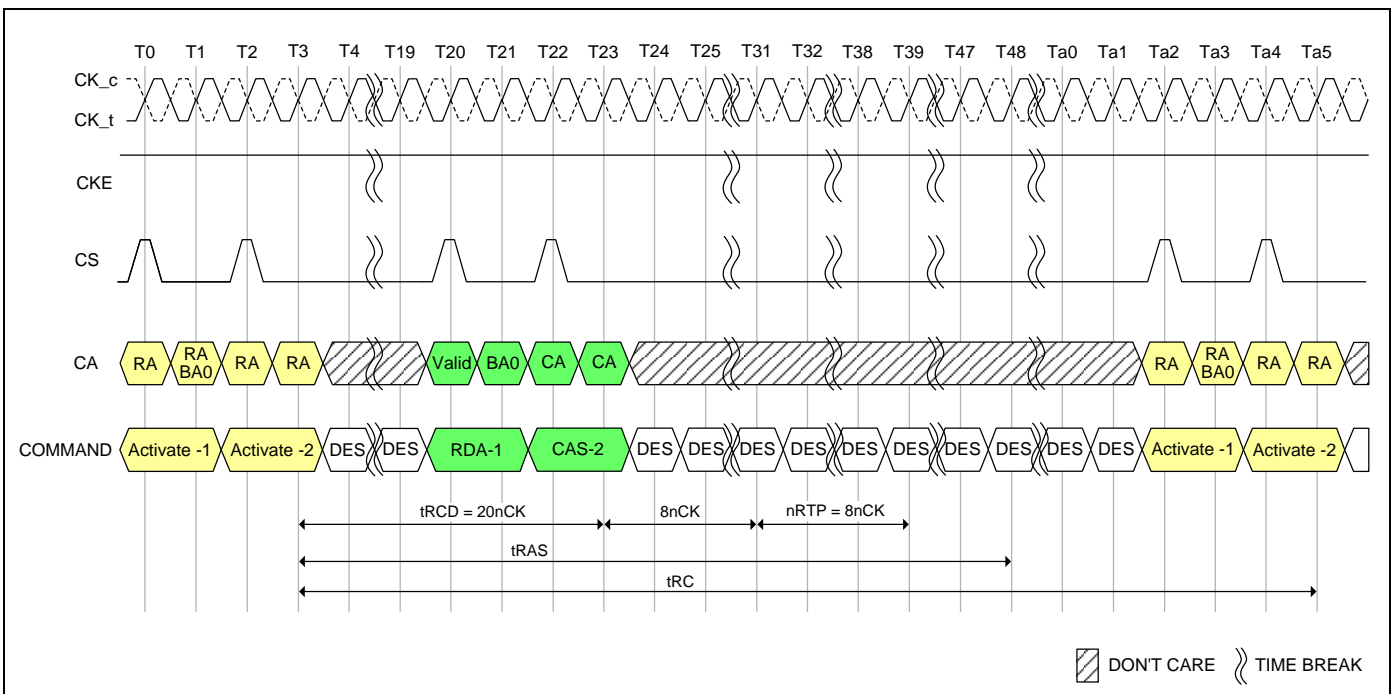 T0 T1 T2 T3 T4 T19 T20 T21 T22 T23 T24 T25 T31 T32 T38 T39 T47 T48 Ta0 Ta1 Ta2 Ta3 Ta4 Ta5
CK_c
CK_t
CKE
CS
CA RA RA BA0 RA RA Valid BA0 CA CA RA RA BA0 RA RA
COMMAND Activate -1 Activate -2 DES DES RDA-1 CAS-2 DES DES DES DES DES DES DES DES DES DES Activate -1 Activate -2
tRCD = 20nCK 8nCK nRTP = 8nCK
tRAS
tRC
DON'T CARE TIME BREAK